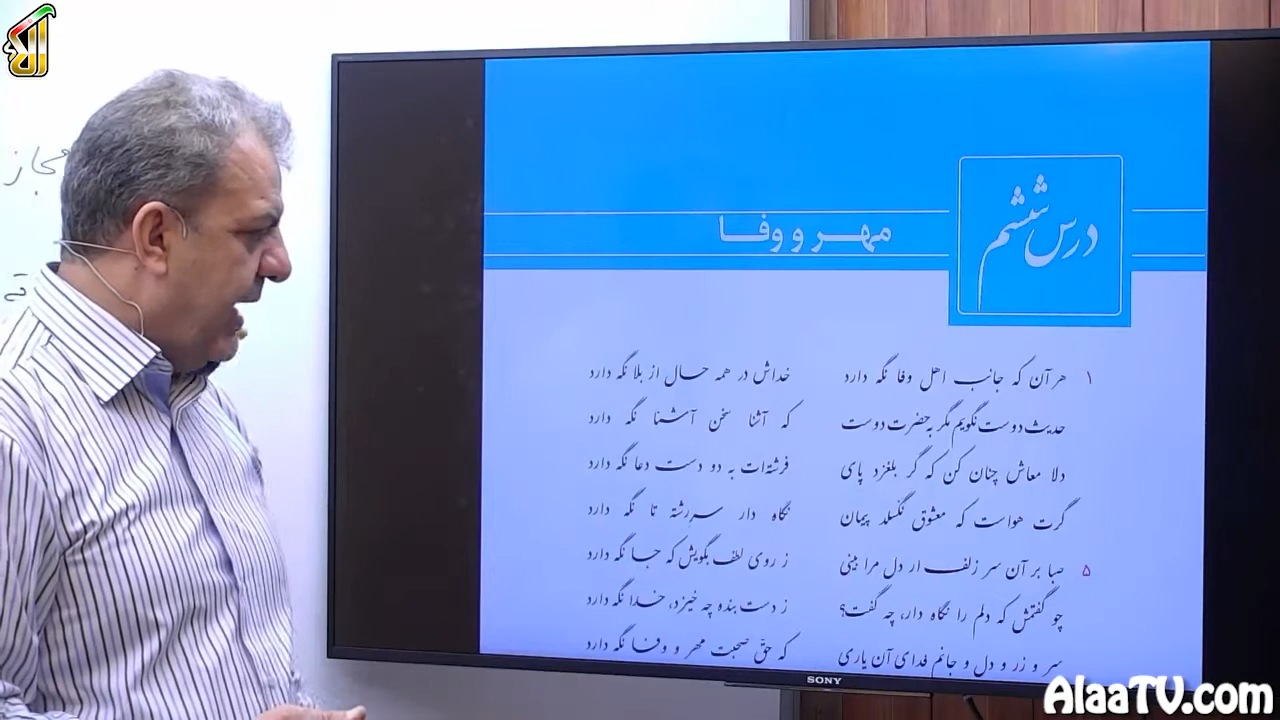 آلاء
مجاز
درس ششم
مهر و وفا
۱ هر آن که جانب اهل وفا نگه دارد خداش در همه حال از بلا نگه دارد
حدیث دوست نگویم مگر به حضرت دوست که آشنا سخن آشنا نگه دارد
دلا معاش چنان کن که گر بلغزد پای فرشته‌ات به دو دست دعا نگه دارد
گرت هواست که معشوق نگسلد پیمان نگاه دار سر رشته تا نگه دارد
۵ صبا بر آن سر زلف ار دل مرا بینی ز روی لطف بگویش که جا نگه دارد
چو گفتمش که دلم را نگاه دار، چه گفت؟ ز دست بنده چه خیزد، خدا نگه دارد
سر و زر و دل و جانم فدای آن یاری که حقّ صحبت مهر و وفا نگه دارد
SONY
AlaaTV.com